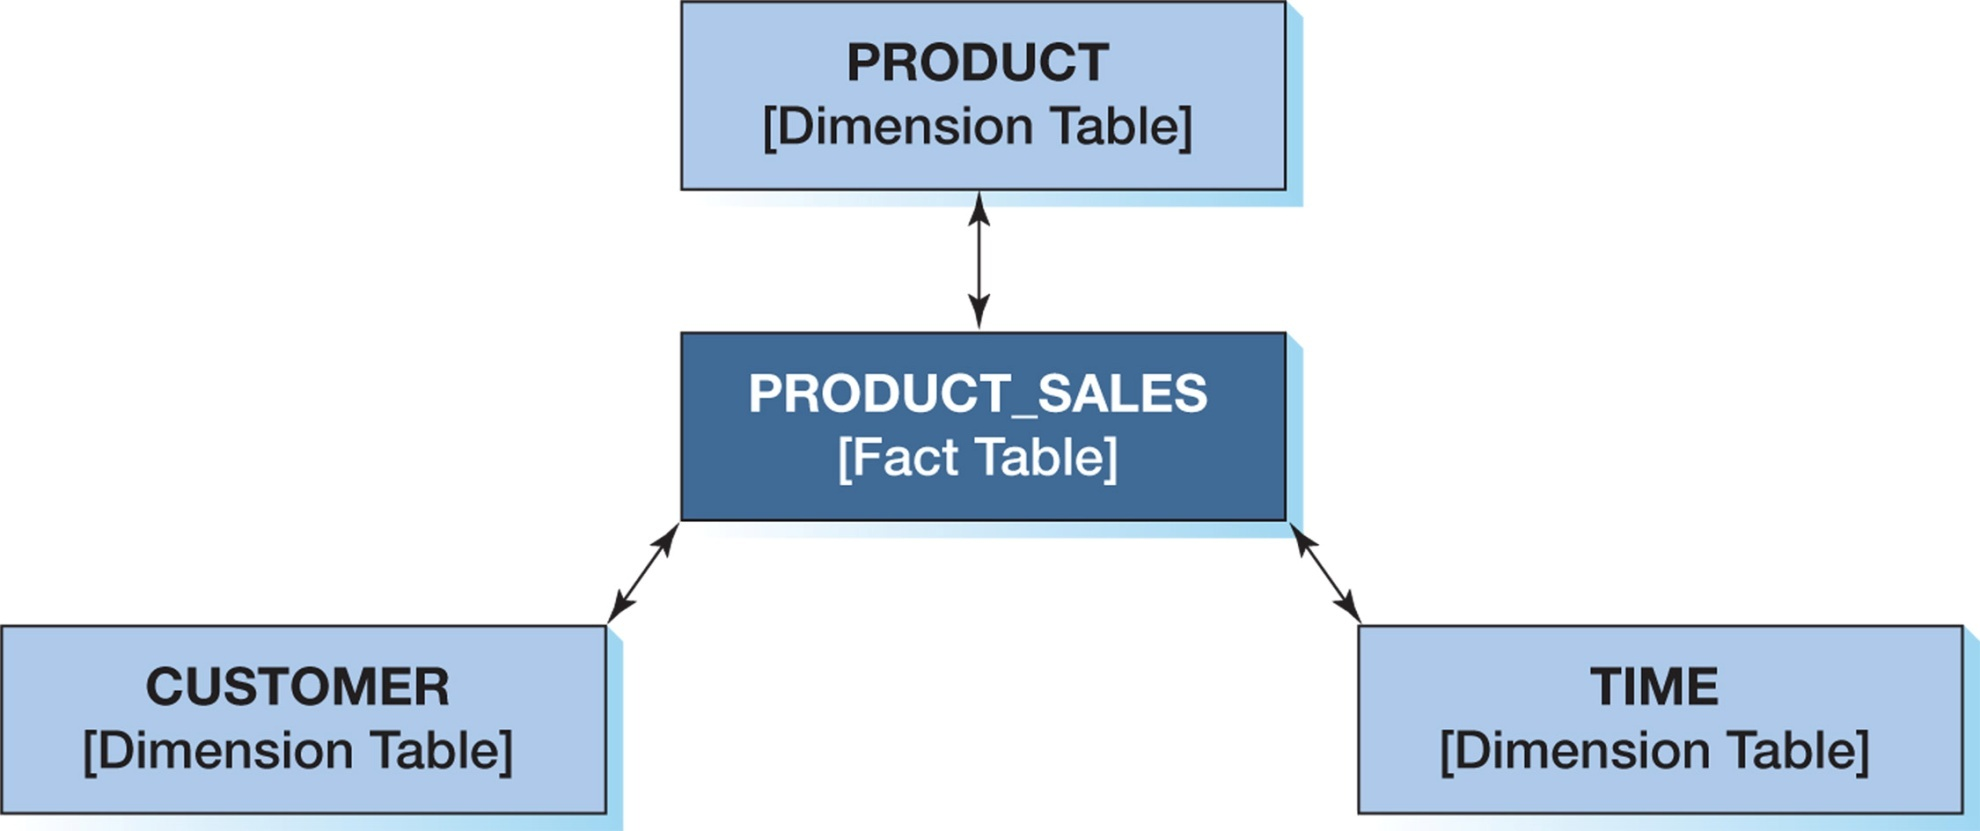 PRODUCT
[Dimension Table]
PRODUCT_SALES
[Fact Table]
CUSTOMER
[Dimension Table]
TIME
[Dimension Table]